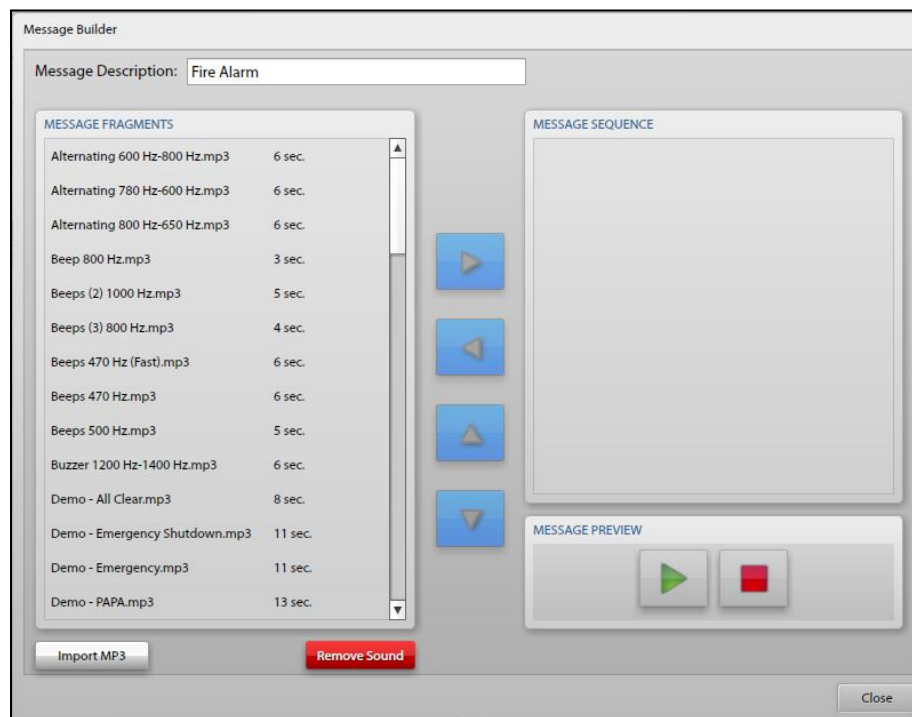 Message Builder
Message Description: Fire Alarm
MESSAGE FRAGMENTS
Alternating 600 Hz-800 Hz.mp3 6 sec.
Alternating 780 Hz-600 Hz.mp3 6 sec.
Alternating 800 Hz-650 Hz.mp3 6 sec.
Beep 800 Hz.mp3 3 sec.
Beeps (2) 1000 Hz.mp3 5 sec.
Beeps (3) 800 Hz.mp3 4 sec.
Beeps 470 Hz (Fast).mp3 6 sec.
Beeps 470 Hz.mp3 6 sec.
Beeps 500 Hz.mp3 5 sec.
Buzzer 1200 Hz-1400 Hz.mp3 6 sec.
Demo - All Clear.mp3 8 sec.
Demo - Emergency Shutdown.mp3 11 sec.
Demo - Emergency.mp3 11 sec.
Demo - PAPA.mp3 13 sec.
Import MP3
Remove Sound
MESSAGE SEQUENCE
MESSAGE PREVIEW
Close